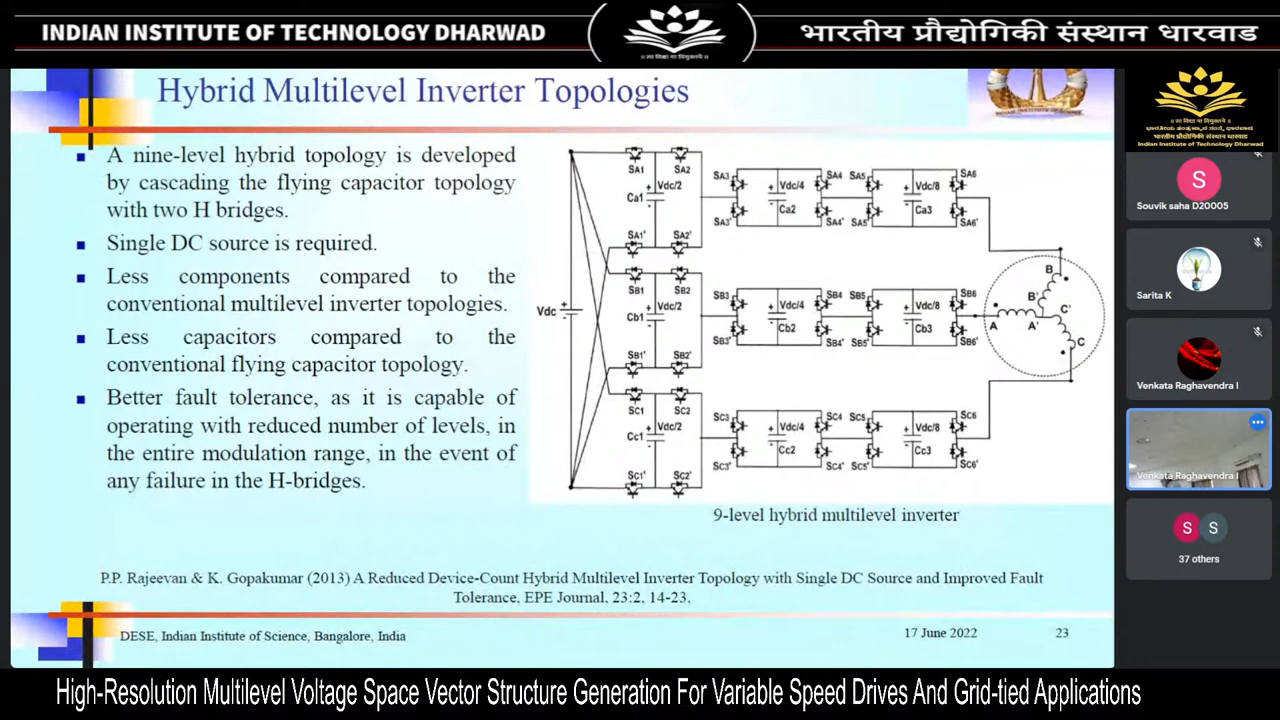 INDIAN INSTITUTE OF TECHNOLOGY DHARWAD
भारतीय प्रौद्योगिकी संस्थान धारवाड
Hybrid Multilevel Inverter Topologies
A nine-level hybrid topology is developed
by cascading the flying capacitor topology
with two H bridges.
Single DC source is required.
Less components compared to the
conventional multilevel inverter topologies.
Less capacitors compared to the
conventional flying capacitor topology.
Better fault tolerance, as it is capable of
operating with reduced number of levels, in
the entire modulation range, in the event of
any failure in the H-bridges.
SA1 SA2
Vdc/2
Ca1
SA1' SA2'
SA3 Vdc/4 SA4 SA5 Vdc/8 SA6
SA3' Ca2 SA4' SA5' Ca3 SA6'
SB1 SB2
Vdc
Vdc/2
Cb1
SB1' SB2'
SB3 Vdc/4 SB4 SB5 Vdc/8 SB6
SB3' Cb2 SB4' SB5' Cb3 SB6'
SC1 SC2
Vdc/2
Cc1
SC1' SC2'
SC3 Vdc/4 SC4 SC5 Vdc/8 SC6
SC3' Cc2 SC4' SC5' Cc3 SC6'
B
B' C'
A A' C
9-level hybrid multilevel inverter
P.P. Rajeevan & K. Gopakumar (2013) A Reduced Device-Count Hybrid Multilevel Inverter Topology with Single DC Source and Improved Fault
Tolerance, EPE Journal, 23:2, 14-23,
DESE, Indian Institute of Science, Bangalore, India
17 June 2022
23
भारतीय प्रौद्योगिकी संस्थान धारवाड
Indian Institute of Technology Dharwad
S
Souvik saha D20005
Sarita K
Venkata Raghavendra I
Venkata Raghavendra I
S S
37 others
High-Resolution Multilevel Voltage Space Vector Structure Generation For Variable Speed Drives And Grid-tied Applications